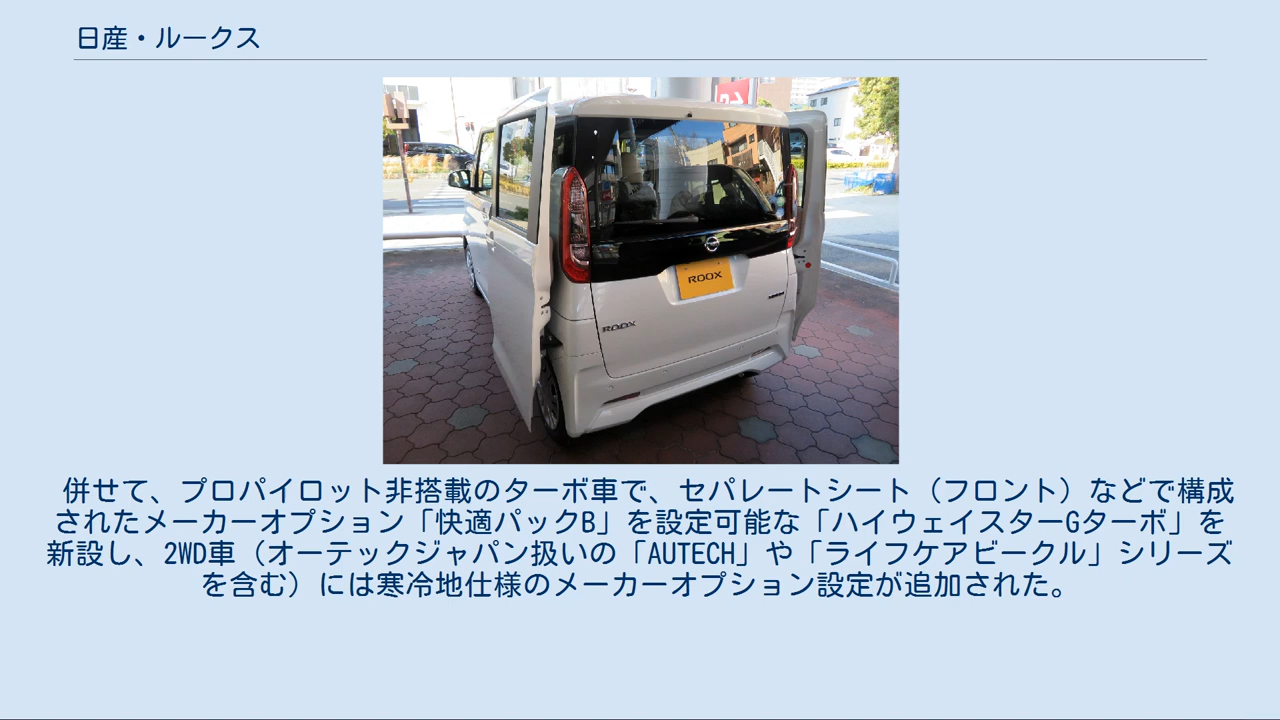 日産・ルークス
ROOX
ROOX
併せて、プロパイロット非搭載のターボ車で、セパレートシート（フロント）などで構成
されたメーカーオプション「快適パックB」を設定可能な「ハイウェイスターGターボ」を
新設し、2WD車（オーテックジャパン扱いの「AUTECH」や「ライフケアビークル」シリーズ
を含む）には寒冷地仕様のメーカーオプション設定が追加された。